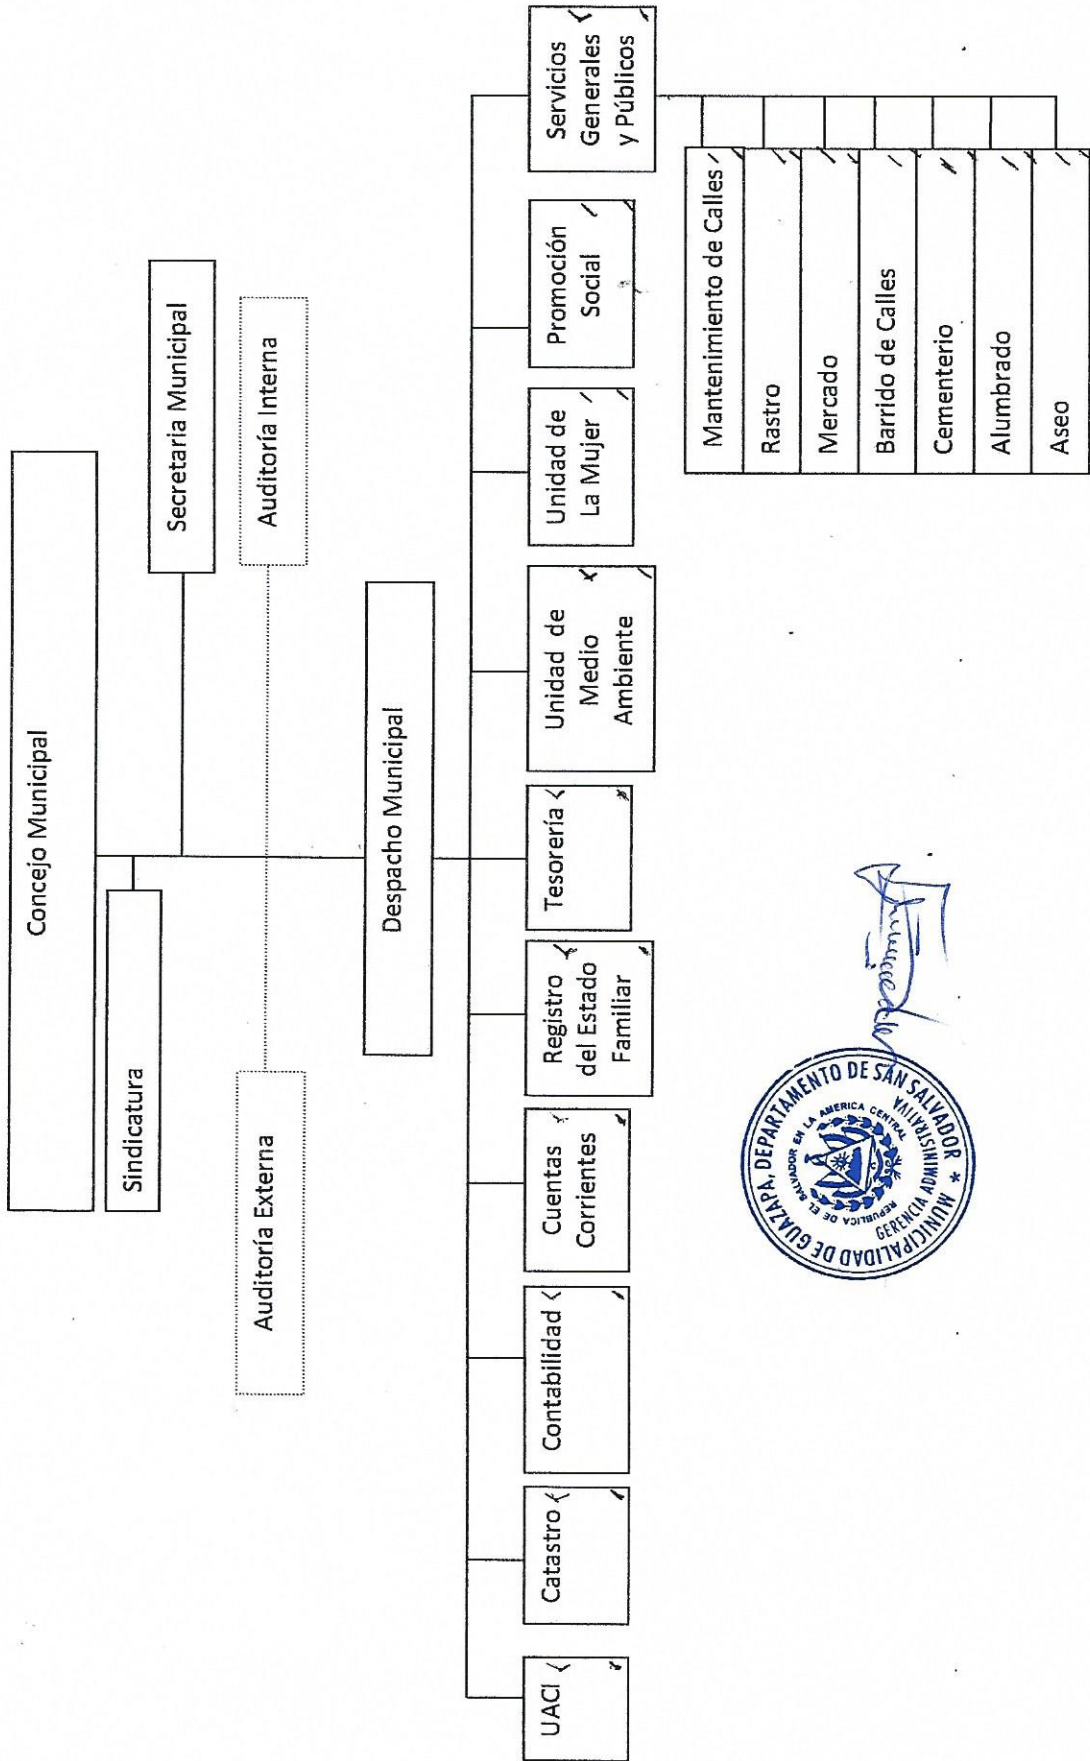 Concejo Municipal
Sindicatura
Secretaria Municipal
Auditoría Externa
Auditoría Interna
Despacho Municipal
UACI
Catastro
Contabilidad
Cuentas
Corrientes
Registro
del Estado
Familiar
Tesorería
Unidad de
Medio
Ambiente
Unidad de
La Mujer
Promoción
Social
Servicios
Generales
y Públicos
Mantenimiento de Calles
Rastro
Mercado
Barrido de Calles
Cementerio
Alumbrado
Aseo
MUNICIPALIDAD DE GUAZAPA, DEPARTAMENTO DE SAN SALVADOR *
REPUBLICA DE EL SALVADOR EN LA AMERICA CENTRAL
GERENCIA ADMINISTRATIVA